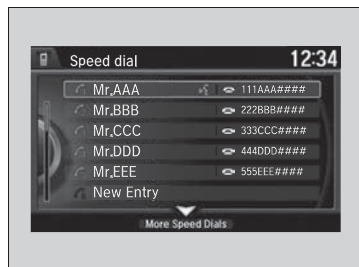 Speed dial 12:34
Mr.AAA 111AAA####
Mr.BBB 222BBB####
Mr.CCC 333CCC####
Mr.DDD 444DDD####
Mr.EEE 555EEE####
New Entry
More Speed Dials